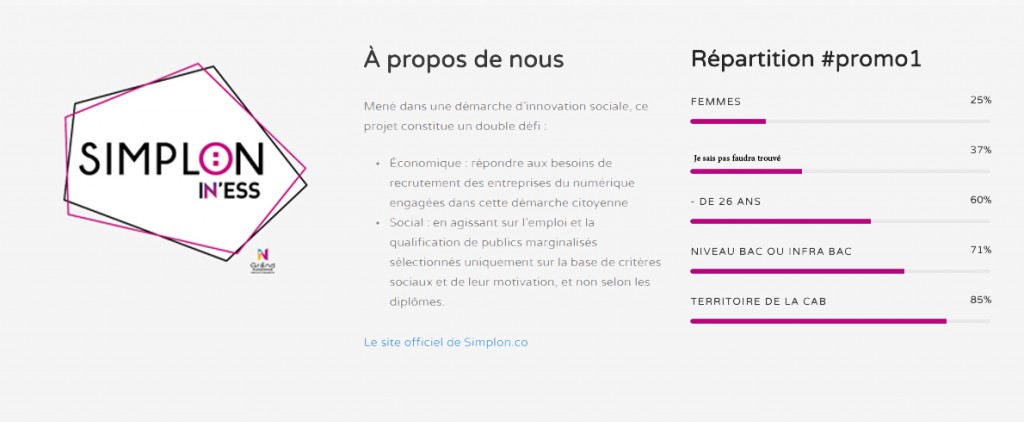 SIMPLON
IN'ESS
Grand
À propos de nous
Mené dans une démarche d'innovation sociale, ce
projet constitue un double défi :
• Économique : répondre aux besoins de
recrutement des entreprises du numérique
engagées dans cette démarche citoyenne
• Social : en agissant sur l'emploi et la
qualification de publics marginalisés
sélectionnés uniquement sur la base de critères
sociaux et de leur motivation, et non selon les
diplômes.
Le site officiel de Simplon.co
Répartition #promo1
FEMMES 25%
Je sais pas faudra trouvé 37%
- DE 26 ANS 60%
NIVEAU BAC OU INFRA BAC 71%
TERRITOIRE DE LA CAB 85%